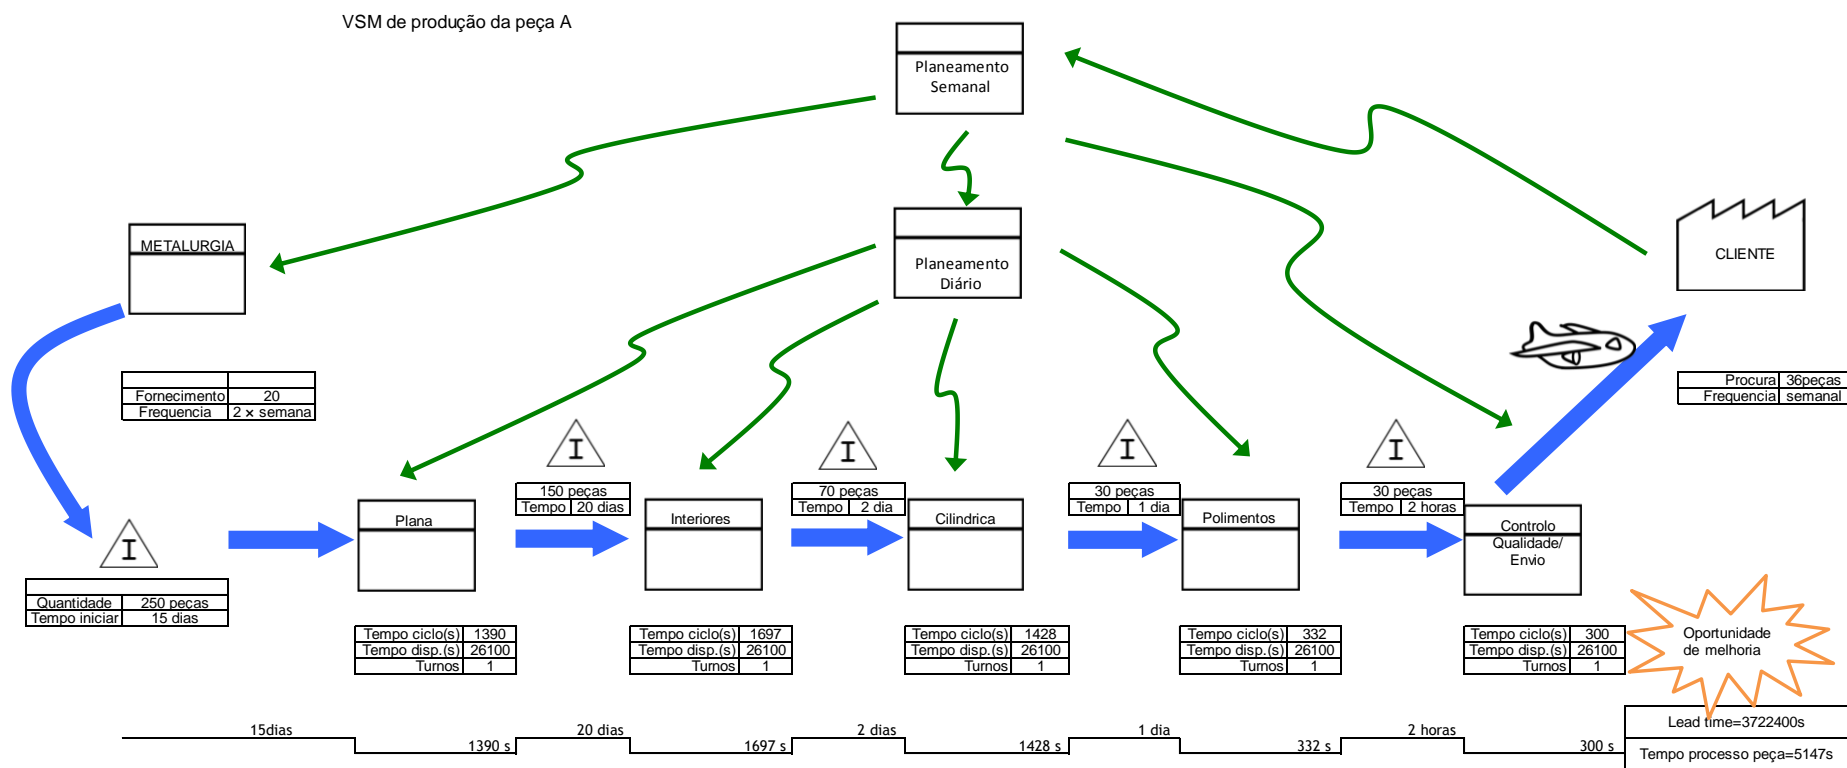 VSM de produção da peça A
Planeamento
Semanal
Planeamento
Diário
METALURGIA
CLIENTE
Fornecimento 20
Frequencia 2 × semana
Procura 36peças
Frequencia semanal
I
I
I
I
150 peças
Tempo 20 dias
70 peças
Tempo 2 dia
30 peças
Tempo 1 dia
30 peças
Tempo 2 horas
I
Plana
Interiores
Cilindrica
Polimentos
Controlo
Qualidade/
Envio
Quantidade 250 peças
Tempo iniciar 15 dias
Tempo ciclo(s) 1390
Tempo disp.(s) 26100
Turnos 1
Tempo ciclo(s) 1697
Tempo disp.(s) 26100
Turnos 1
Tempo ciclo(s) 1428
Tempo disp.(s) 26100
Turnos 1
Tempo ciclo(s) 332
Tempo disp.(s) 26100
Turnos 1
Tempo ciclo(s) 300
Tempo disp.(s) 26100
Turnos 1
Oportunidade
de melhoria
15dias
1390 s
20 dias
1697 s
2 dias
1428 s
1 dia
332 s
2 horas
300 s
Lead time=3722400s
Tempo processo peça=5147s